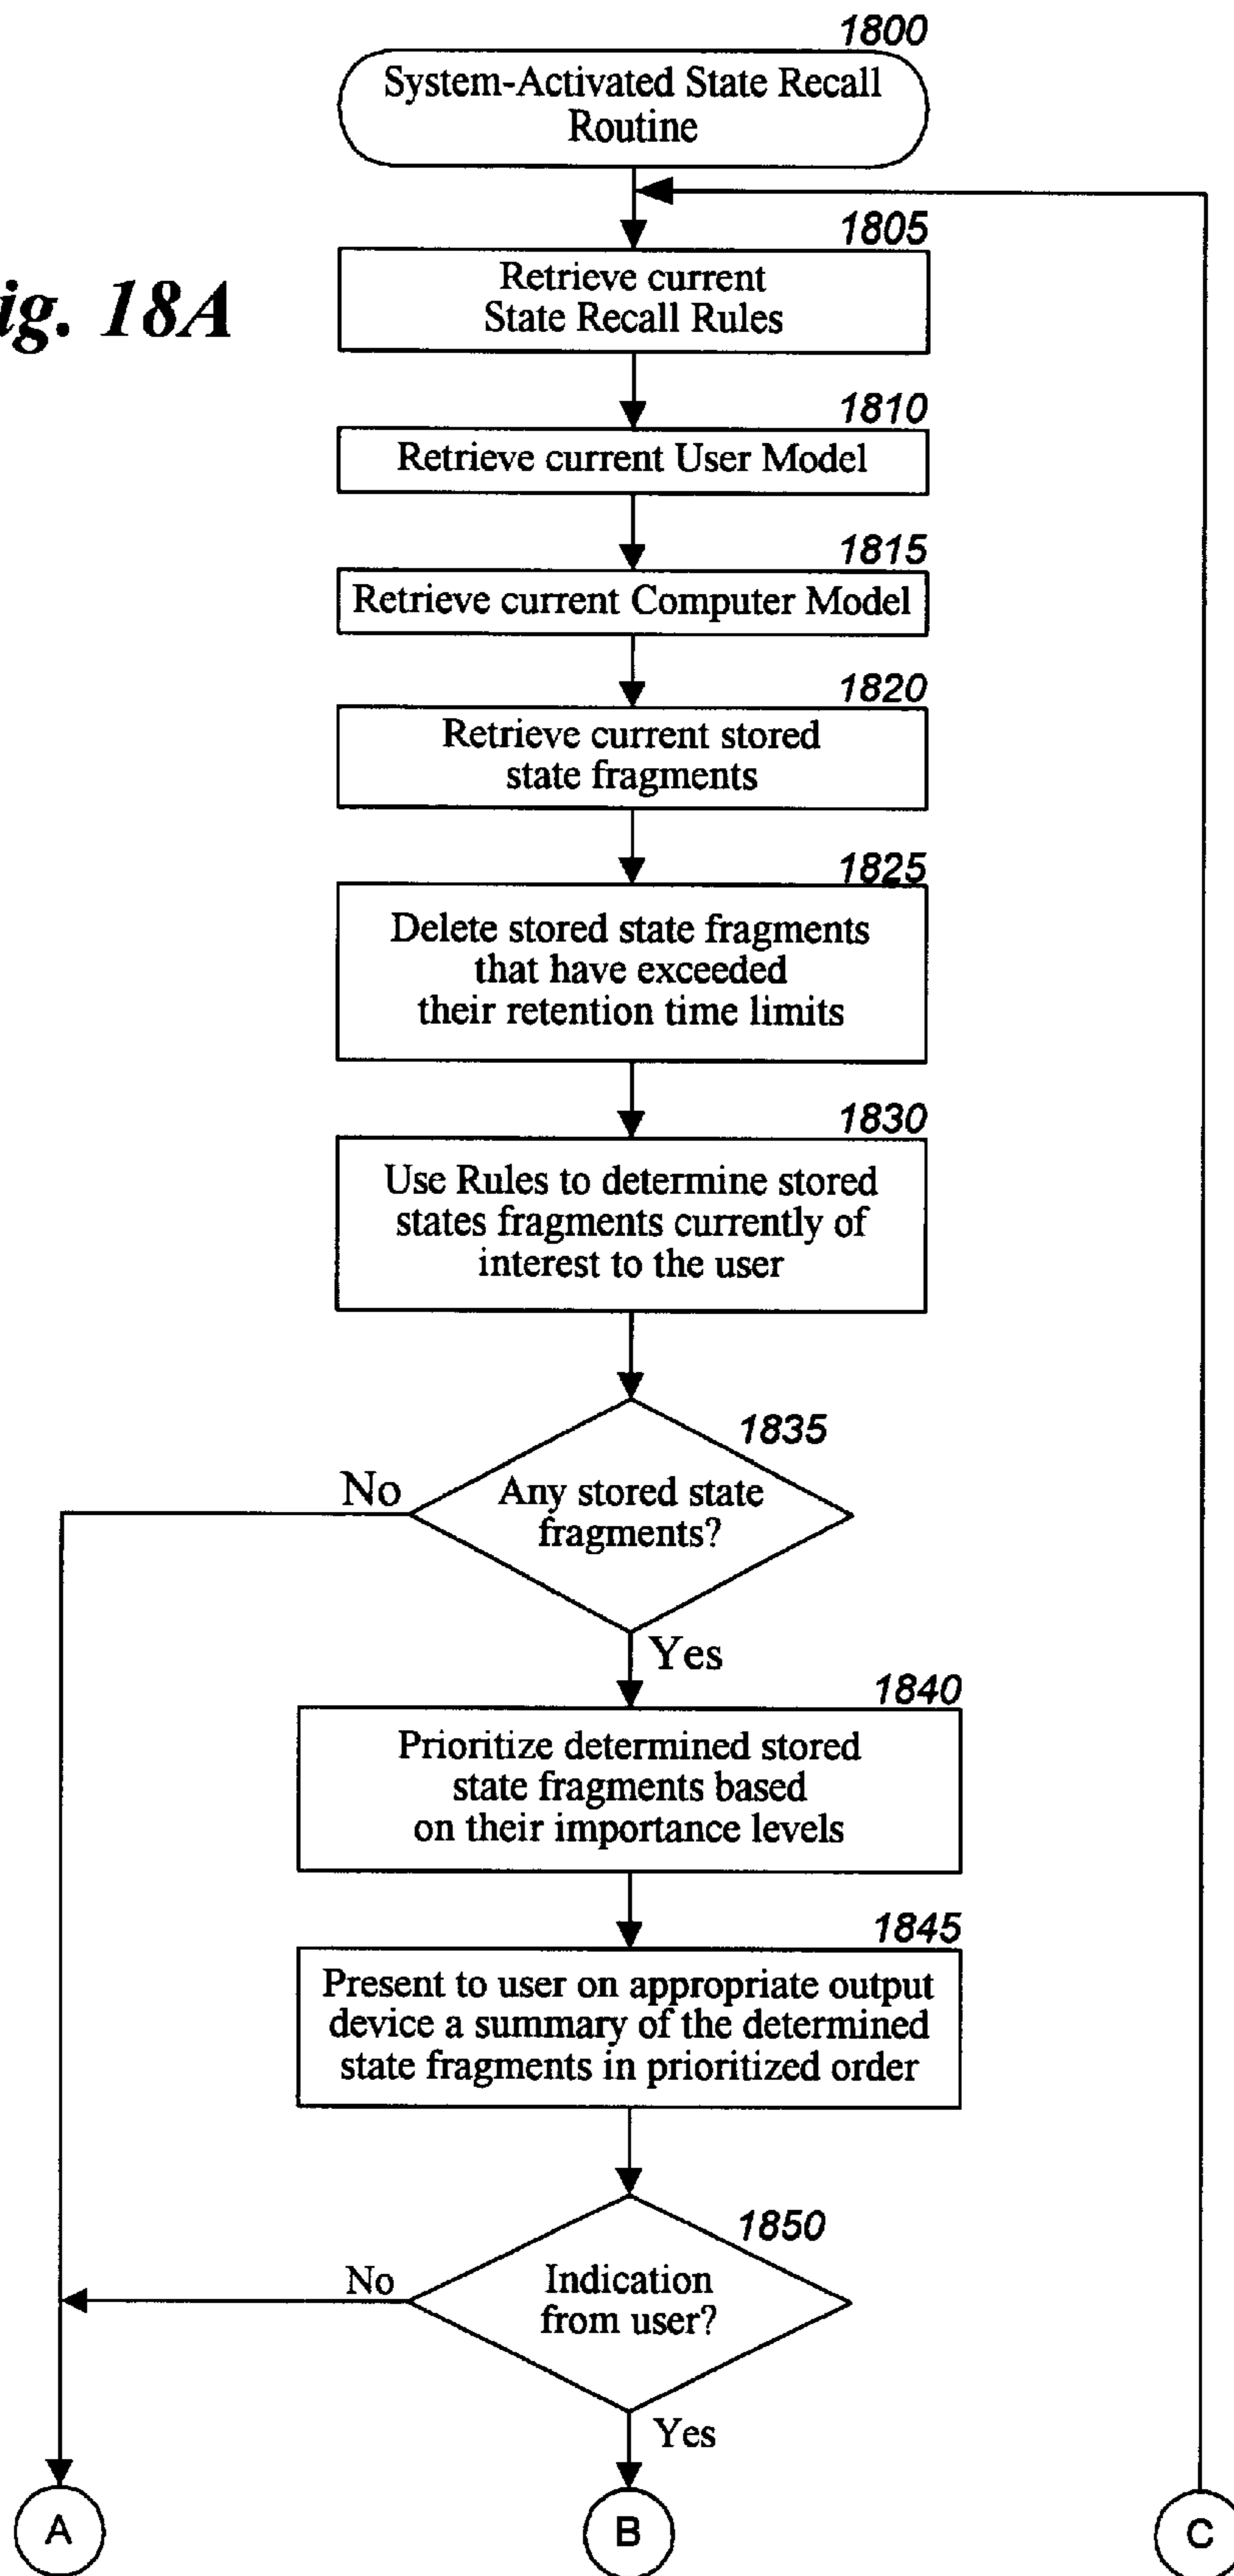 1800
System-Activated State Recall
Routine
1805
Retrieve current
State Recall Rules
ig. 18A
1810
Retrieve current User Model
1815
Retrieve current Computer Model
1820
Retrieve current stored
state fragments
1825
Delete stored state fragments
that have exceeded
their retention time limits
1830
Use Rules to determine stored
states fragments currently of
interest to the user
1835
No
Any stored state
fragments?
Yes
1840
Prioritize determined stored
state fragments based
on their importance levels
1845
Present to user on appropriate output
device a summary of the determined
state fragments in prioritized order
1850
No
Indication
from user?
Yes
A
B
C